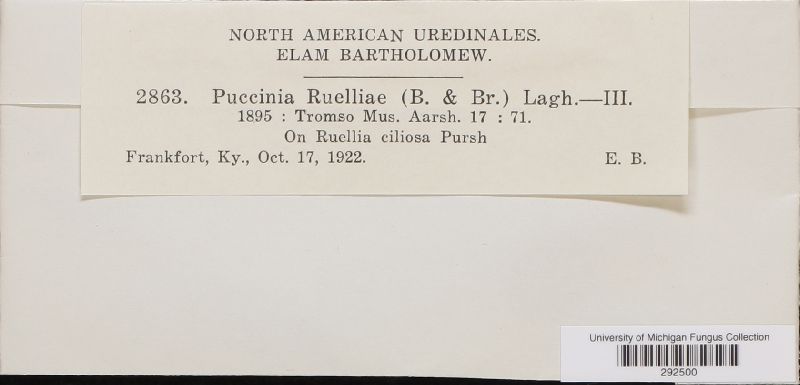 NORTH AMERICAN UREDINALES.
ELAM BARTHOLOMEW.
2863. Puccinia Ruelliae (B. & Br.) Lagh.—III.
1895 : Tromso Mus. Aarsh. 17 : 71.
On Ruellia ciliosa Pursh
Frankfort, Ky., Oct. 17, 1922. E. B.
University of Michigan Fungus Collection
292500